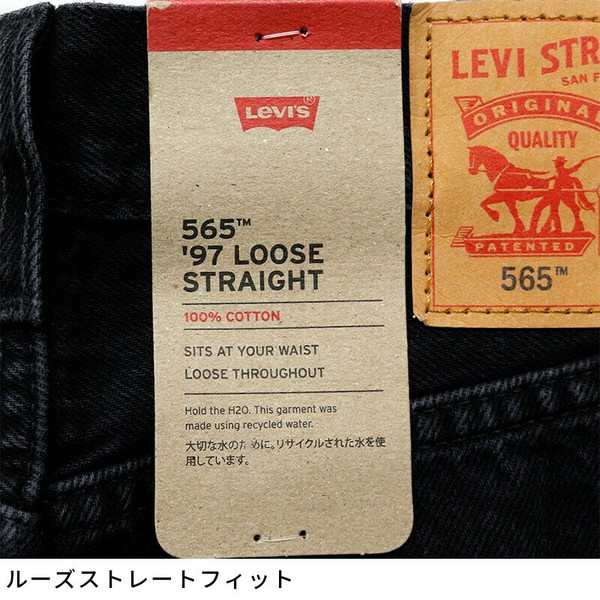 Levi's®
565™
'97 LOOSE
STRAIGHT
100% COTTON
SITS AT YOUR WAIST
LOOSE THROUGHOUT
Hold the H2O. This garment was
made using recycled water.
大切な水のために。リサイクルされた水を使
用しています。
LEVI STR
SAN F
ORIGINA
QUALITY
PATENTED
565™
ルーズストレートフィット